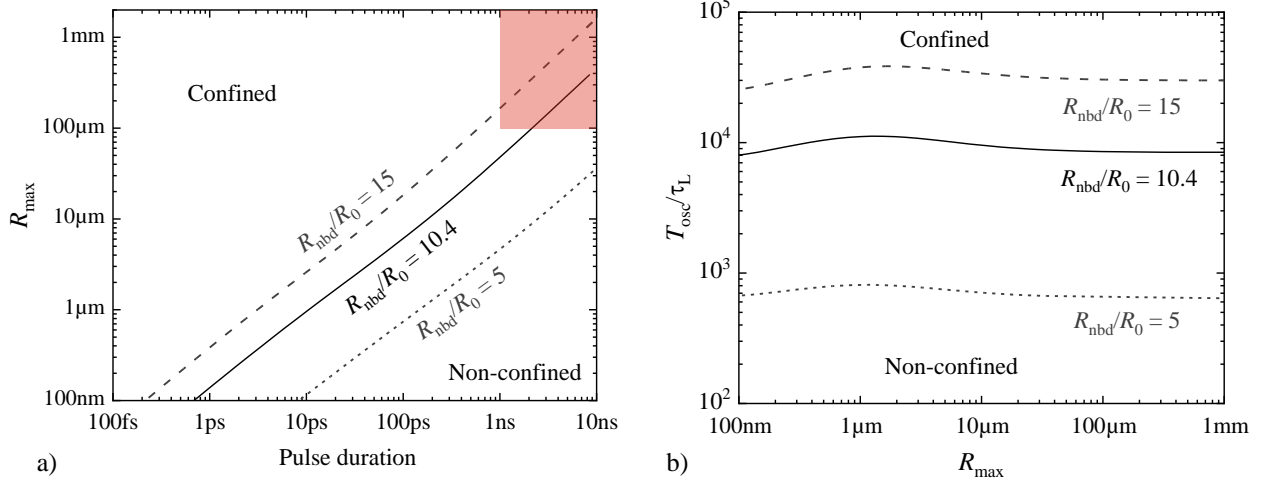 1mm
100μm
10μm
1μm
100nm
R_max
Confined
R_nbd/R_0 = 15
R_nbd/R_0 = 10.4
R_nbd/R_0 = 5
Non-confined
100fs 1ps 10ps 100ps 1ns 10ns
Pulse duration
a)
10^5
10^4
10^3
10^2
T_osc/τ_L
Confined
R_nbd/R_0 = 15
R_nbd/R_0 = 10.4
R_nbd/R_0 = 5
Non-confined
100nm 1μm 10μm 100μm 1mm
R_max
b)